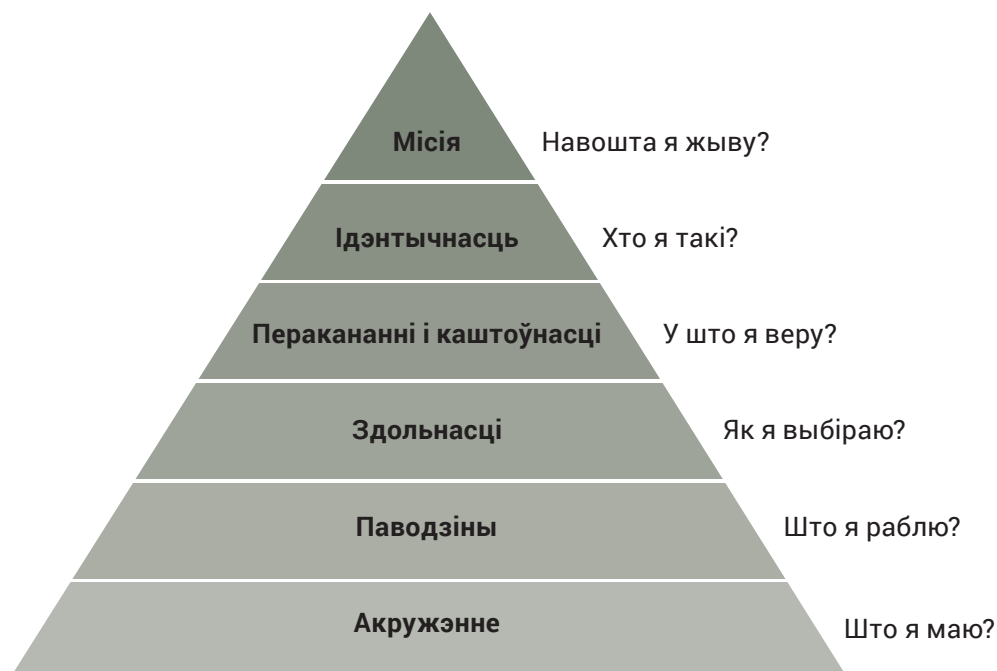 Місія
Навошта я жыву?
Ідэнтычнасць
Хто я такі?
Перакананні і каштоўнасці
У што я веру?
Здольнасці
Як я выбіраю?
Паводзіны
Што я раблю?
Акружэнне
Што я маю?